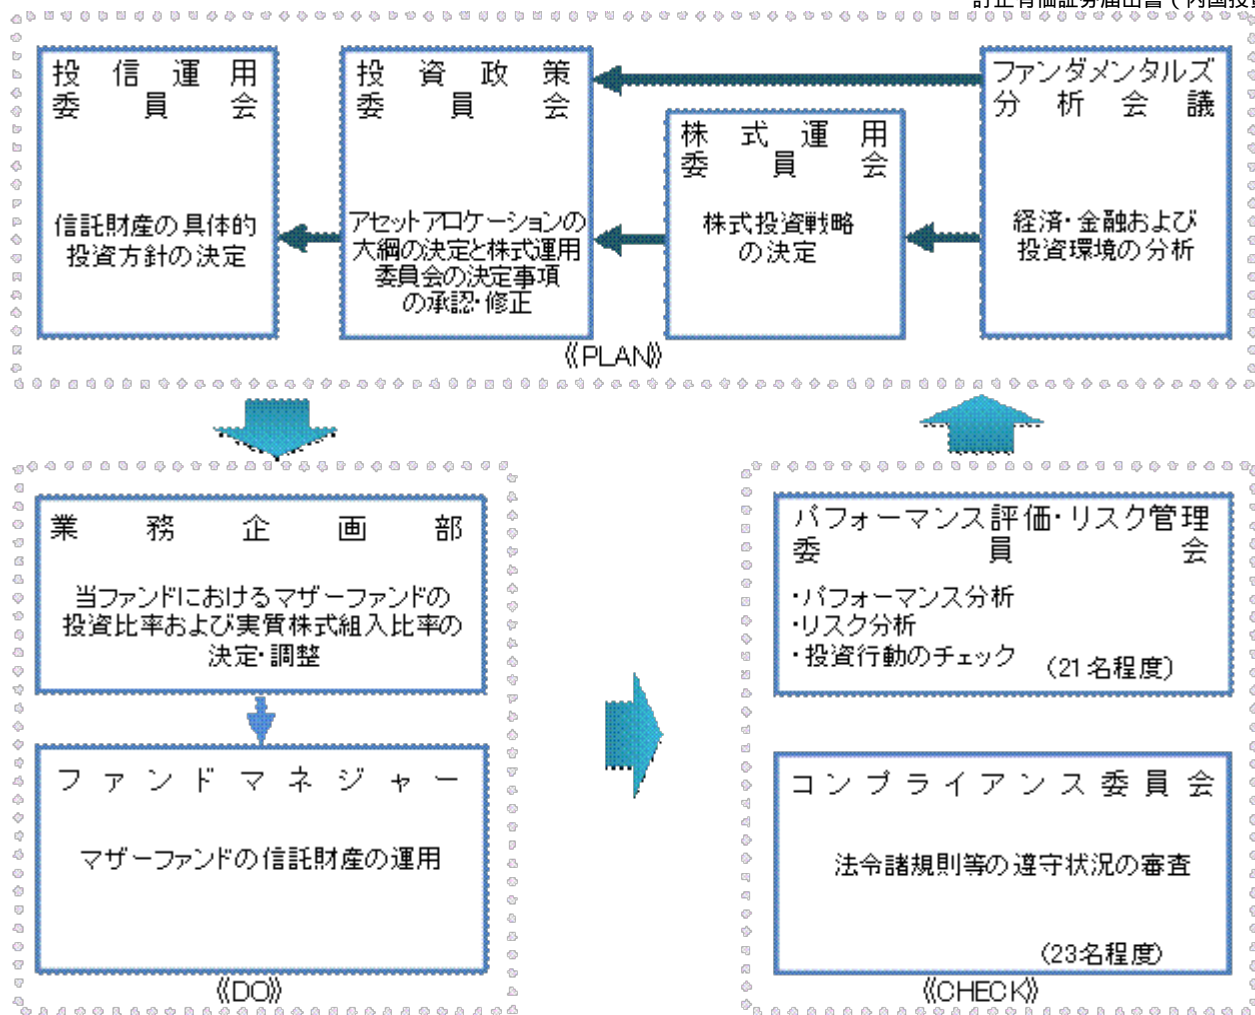 訂正有価証券届出書（内国投資
投信運用
委員会
信託財産の具体的
投資方針の決定
投資政策
委員会
アセットアロケーションの
大綱の決定と株式運用
委員会の決定事項
の承認・修正
株式運用
委員会
株式投資戦略
の決定
ファンダメンタルズ
分析会議
経済・金融および
投資環境の分析
《PLAN》
業務企画部
当ファンドにおけるマザーファンドの
投資比率および実質株式組入比率の
決定・調整
ファンドマネジャー
マザーファンドの信託財産の運用
《DO》
パフォーマンス評価・リスク管理
委員会
・パフォーマンス分析
・リスク分析
・投資行動のチェック
（21名程度）
コンプライアンス委員会
法令諸規則等の遵守状況の審査
（23名程度）
《CHECK》